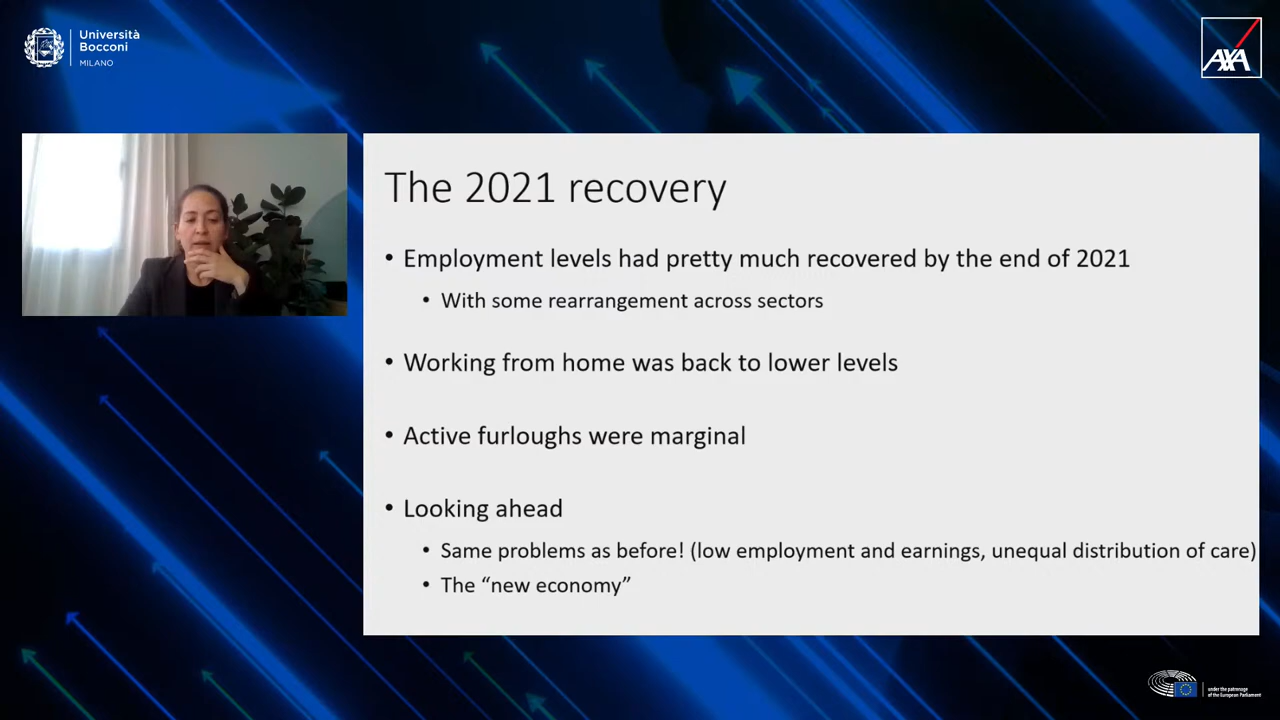 Università
Bocconi
MILANO
AXA
The 2021 recovery
• Employment levels had pretty much recovered by the end of 2021
• With some rearrangement across sectors
• Working from home was back to lower levels
• Active furloughs were marginal
• Looking ahead
• Same problems as before! (low employment and earnings, unequal distribution of care)
• The “new economy”
under the patronage
of the European Parliament